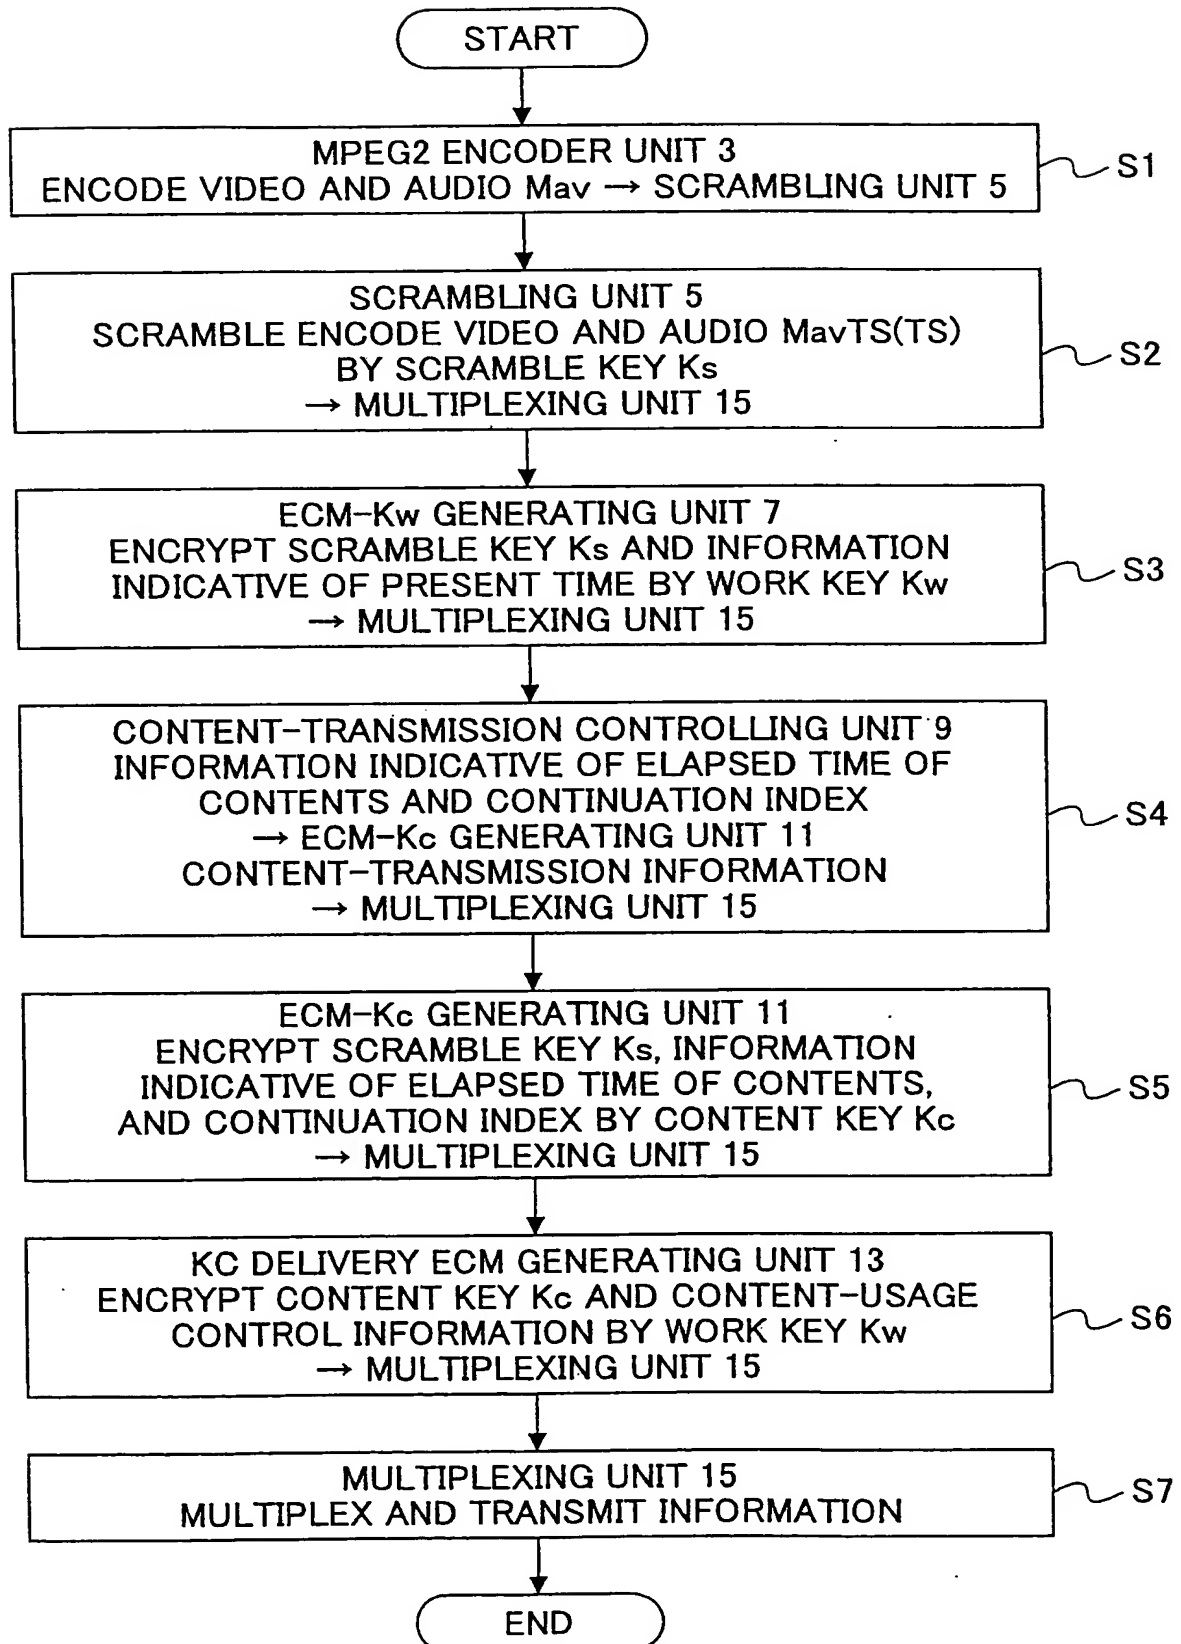 START
MPEG2 ENCODER UNIT 3
ENCODE VIDEO AND AUDIO Mav → SCRAMBLING UNIT 5
S1
SCRAMBLING UNIT 5
SCRAMBLE ENCODE VIDEO AND AUDIO MavTS(TS)
BY SCRAMBLE KEY Ks
→ MULTIPLEXING UNIT 15
S2
ECM-Kw GENERATING UNIT 7
ENCRYPT SCRAMBLE KEY Ks AND INFORMATION
INDICATIVE OF PRESENT TIME BY WORK KEY Kw
→ MULTIPLEXING UNIT 15
S3
CONTENT-TRANSMISSION CONTROLLING UNIT 9
INFORMATION INDICATIVE OF ELAPSED TIME OF
CONTENTS AND CONTINUATION INDEX
→ ECM-Kc GENERATING UNIT 11
CONTENT-TRANSMISSION INFORMATION
→ MULTIPLEXING UNIT 15
S4
ECM-Kc GENERATING UNIT 11
ENCRYPT SCRAMBLE KEY Ks, INFORMATION
INDICATIVE OF ELAPSED TIME OF CONTENTS,
AND CONTINUATION INDEX BY CONTENT KEY Kc
→ MULTIPLEXING UNIT 15
S5
KC DELIVERY ECM GENERATING UNIT 13
ENCRYPT CONTENT KEY Kc AND CONTENT-USAGE
CONTROL INFORMATION BY WORK KEY Kw
→ MULTIPLEXING UNIT 15
S6
MULTIPLEXING UNIT 15
MULTIPLEX AND TRANSMIT INFORMATION
S7
END